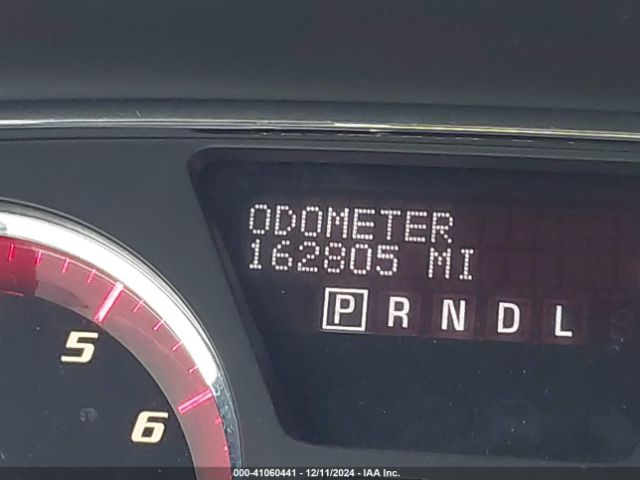 ODOMETER
162805 MI
P R N D L
5
6
000-41060441 - 12/11/2024 - IAA Inc.